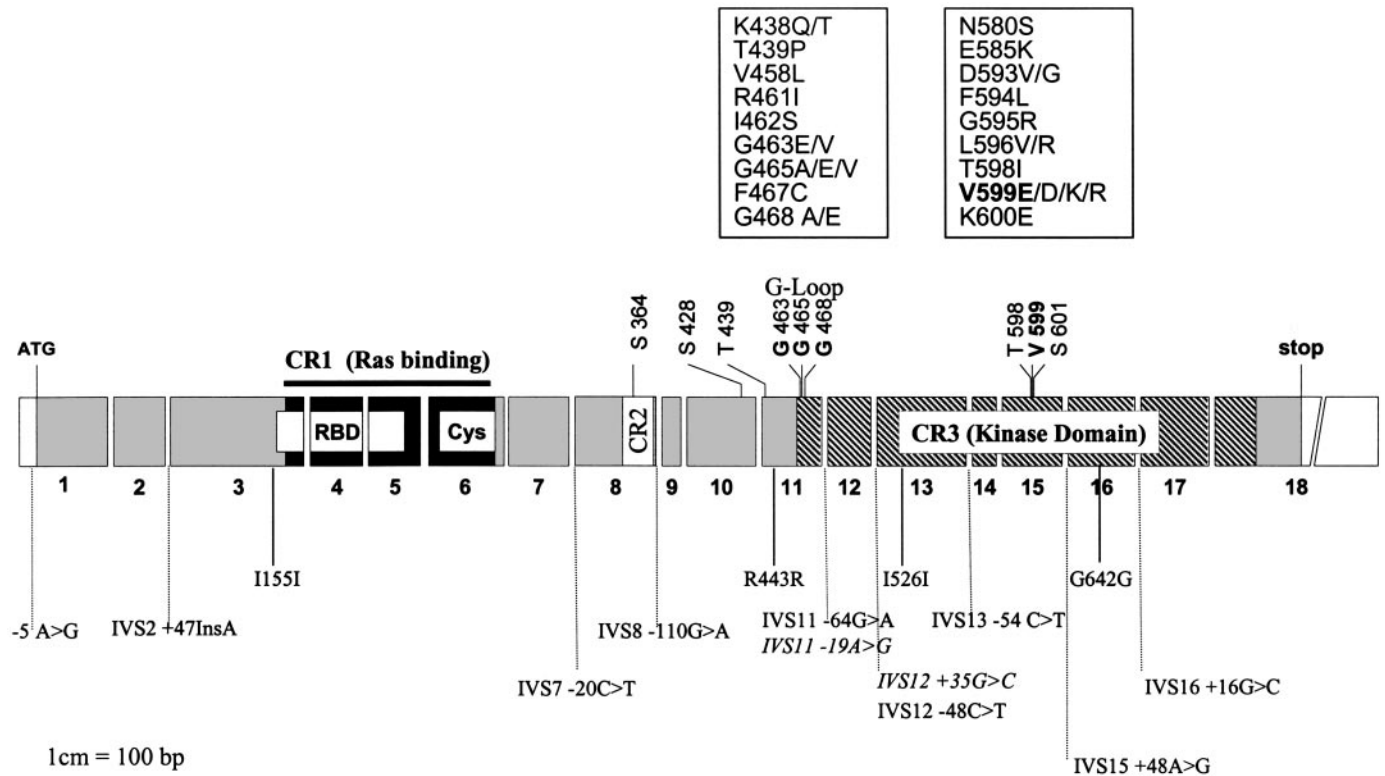 K438Q/T
T439P
V458L
R461I
I462S
G463E/V
G465A/E/V
F467C
G468 A/E
N580S
E585K
D593V/G
F594L
G595R
L596V/R
T598I
V599E/D/K/R
K600E
G-Loop
ATG
CR1 (Ras binding)
S 364
S 428
T 439
G 463
G 465
G 468
T 598
V 599
S 601
stop
RBD
Cys
CR2
CR3 (Kinase Domain)
1 2 3 4 5 6 7 8 9 10 11 12 13 14 15 16 17 18
I155I
R443R
I526I
G642G
-5 A>G
IVS2 +47InsA
IVS8 -110G>A
IVS11 -64G>A
IVS11 -19A>G
IVS13 -54 C>T
IVS7 -20C>T
IVS12 +35G>C
IVS12 -48C>T
IVS16 +16G>C
1cm = 100 bp
IVS15 +48A>G